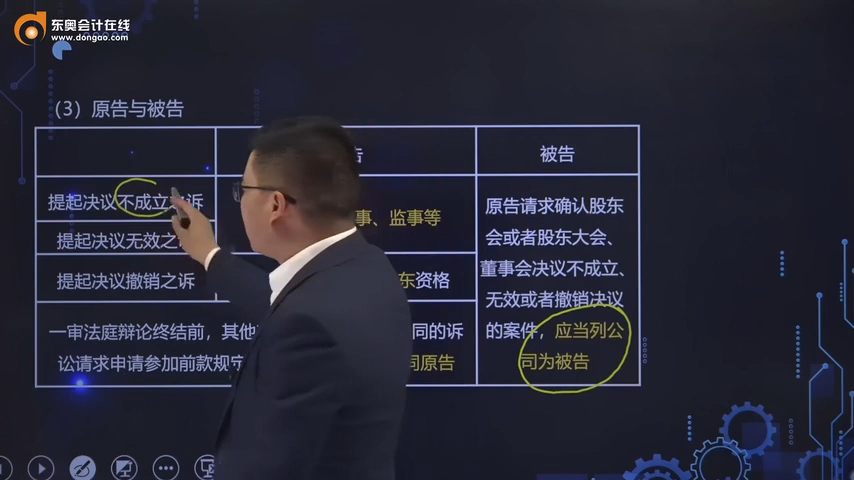 东奥会计在线
www.dongao.com
（3）原告与被告
告
被告
提起决议不成立之诉
事、监事等
提起决议无效之
提起决议撤销之诉
东资格
原告请求确认股东
会或者股东大会、
董事会决议不成立、
无效或者撤销决议
的案件，应当列公
司为被告
一审法庭辩论终结前，其他
同的诉
讼请求申请参加前款规定
同原告